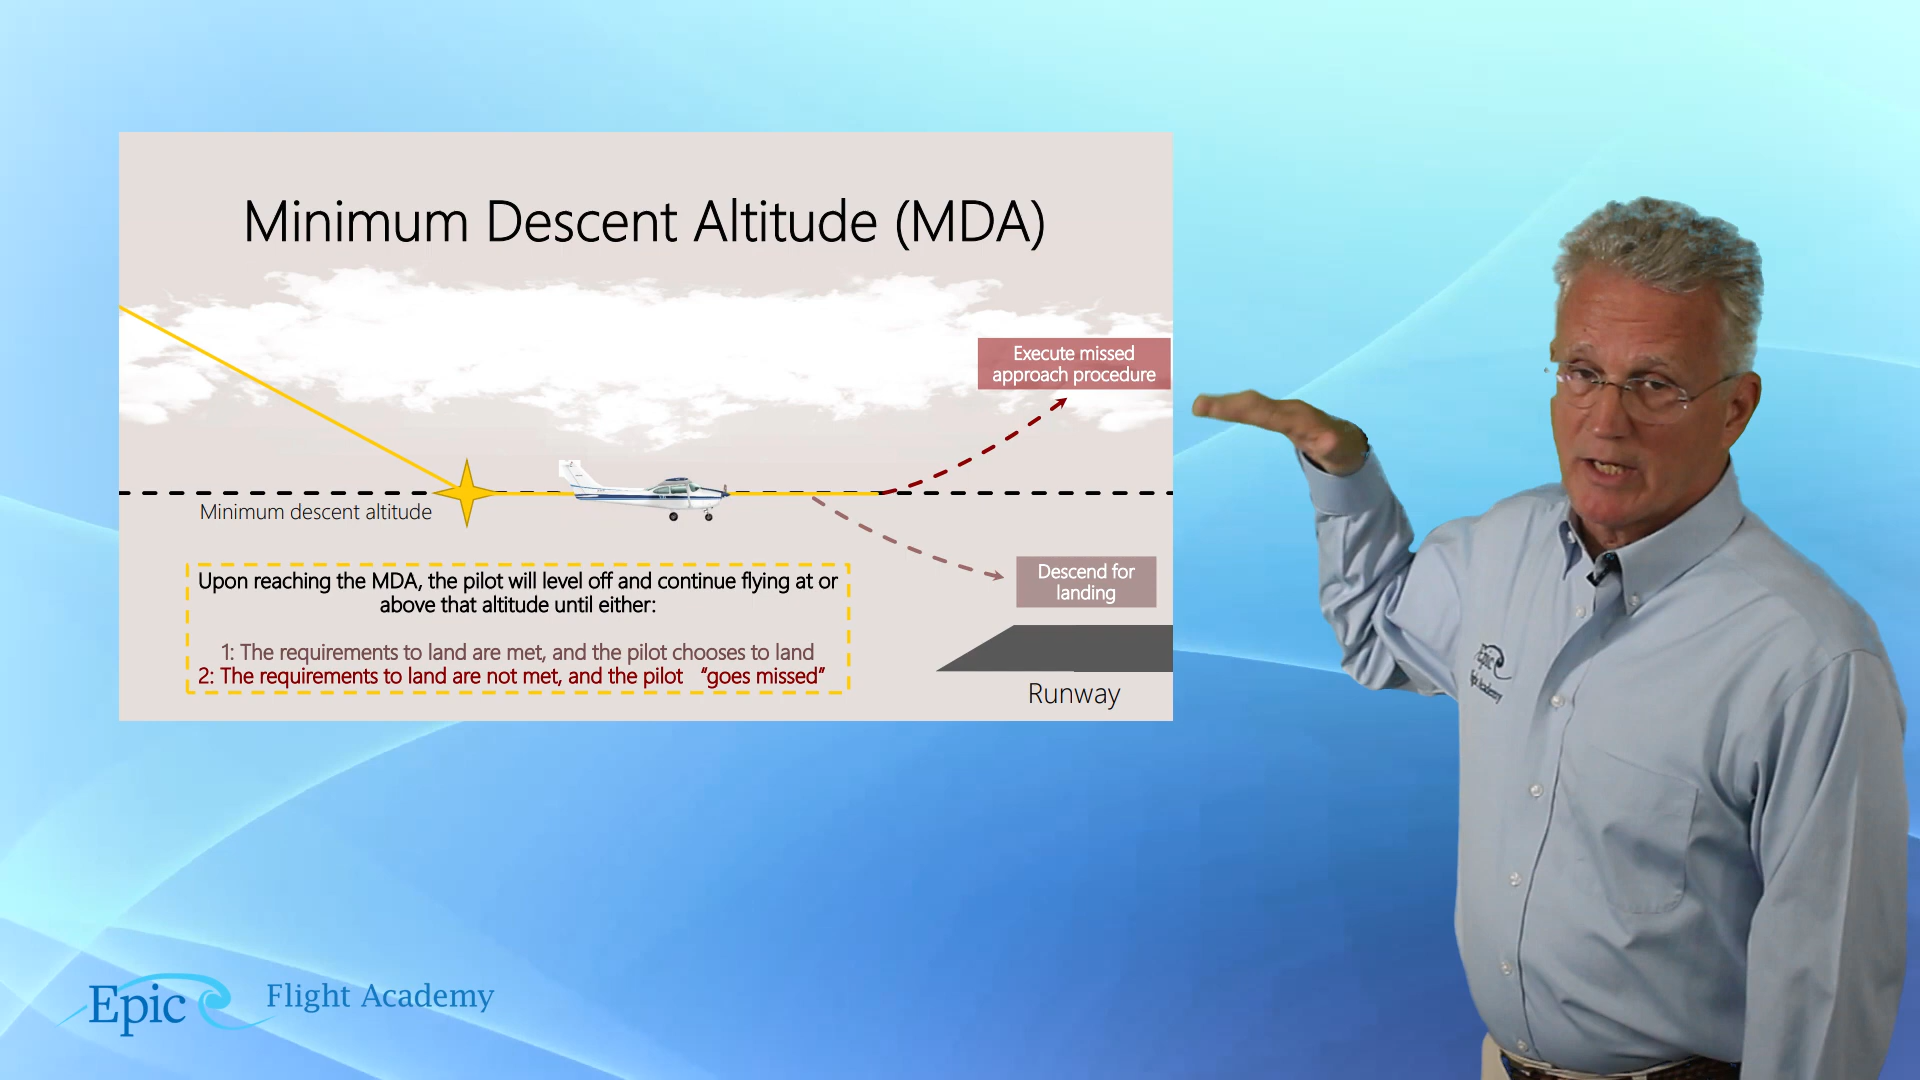 Minimum Descent Altitude (MDA)
Execute missed
approach procedure
Minimum descent altitude
Upon reaching the MDA, the pilot will level off and continue flying at or
above that altitude until either:
1: The requirements to land are met, and the pilot chooses to land
2: The requirements to land are not met, and the pilot “goes missed”
Descend for
landing
Runway
Epic
Flight Academy
Epic Flight Academy